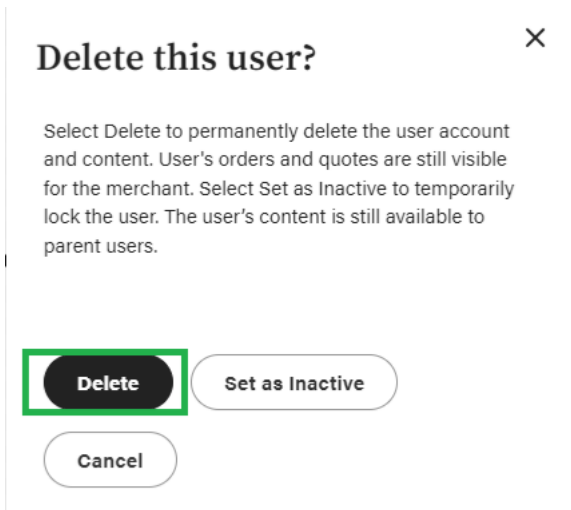 Delete this user?
Select Delete to permanently delete the user account
and content. User's orders and quotes are still visible
for the merchant. Select Set as Inactive to temporarily
lock the user. The user’s content is still available to
parent users.
Delete
Set as Inactive
Cancel